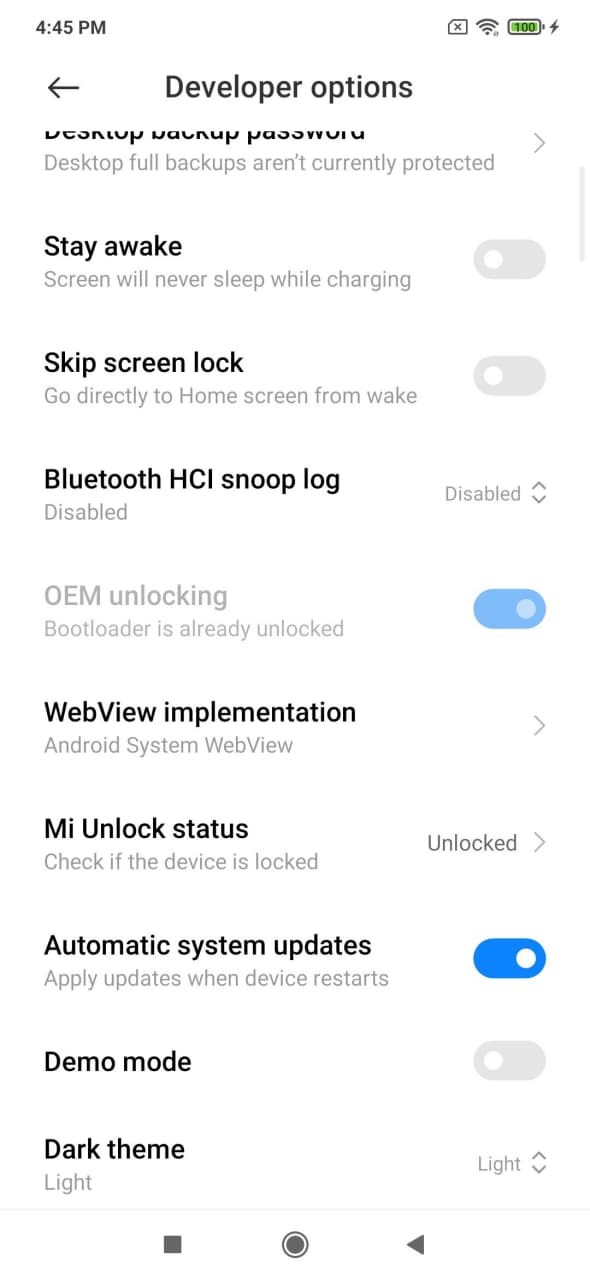 4:45 PM
100
Developer options
Desktop backup password
Desktop full backups aren't currently protected
Stay awake
Screen will never sleep while charging
Skip screen lock
Go directly to Home screen from wake
Bluetooth HCI snoop log
Disabled
Disabled
OEM unlocking
Bootloader is already unlocked
WebView implementation
Android System WebView
Mi Unlock status
Check if the device is locked
Unlocked
Automatic system updates
Apply updates when device restarts
Demo mode
Dark theme
Light
Light